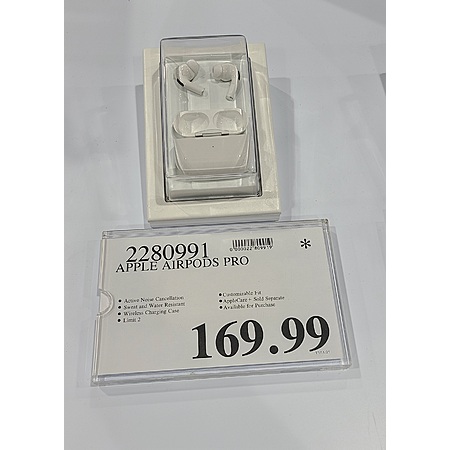 2280991
*
APPLE AIRPODS PRO
• Active Noise Cancellation
• Sweat and Water Resistant
• Wireless Charging Case
• Limit 2
• Customizable Fit
• AppleCare + Sold Separate
• Available for Purchase
169.99